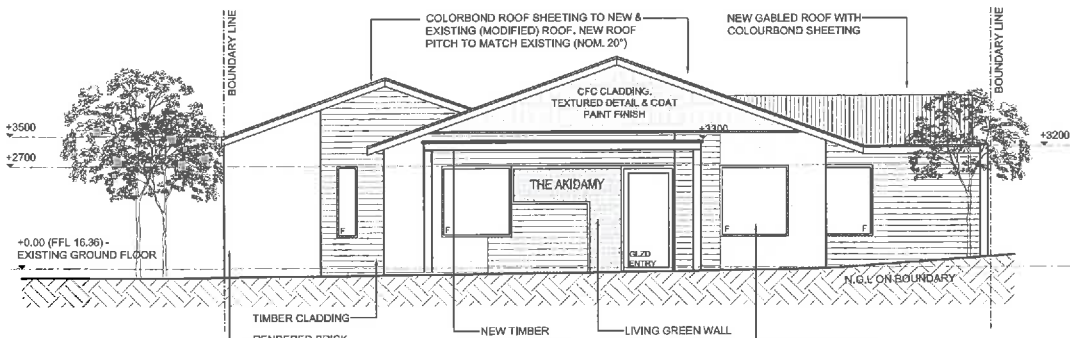 BOUNDARY LINE
COLORBOND ROOF SHEETING TO NEW &
EXISTING (MODIFIED) ROOF. NEW ROOF
PITCH TO MATCH EXISTING (NOM. 20°)
NEW GABLED ROOF WITH
COLOURBOND SHEETING
BOUNDARY LINE
CFC CLADDING.
TEXTURED DETAIL & COAT
PAINT FINISH
+3500
+3300
+3200
+2700
THE AKIDAMY
F
F
F
F
GLZD
ENTRY
+0.00 (FFL 16.36) -
EXISTING GROUND FLOOR
N.G.L ON BOUNDARY
TIMBER CLADDING
NEW TIMBER
LIVING GREEN WALL
RENDERED BRICK